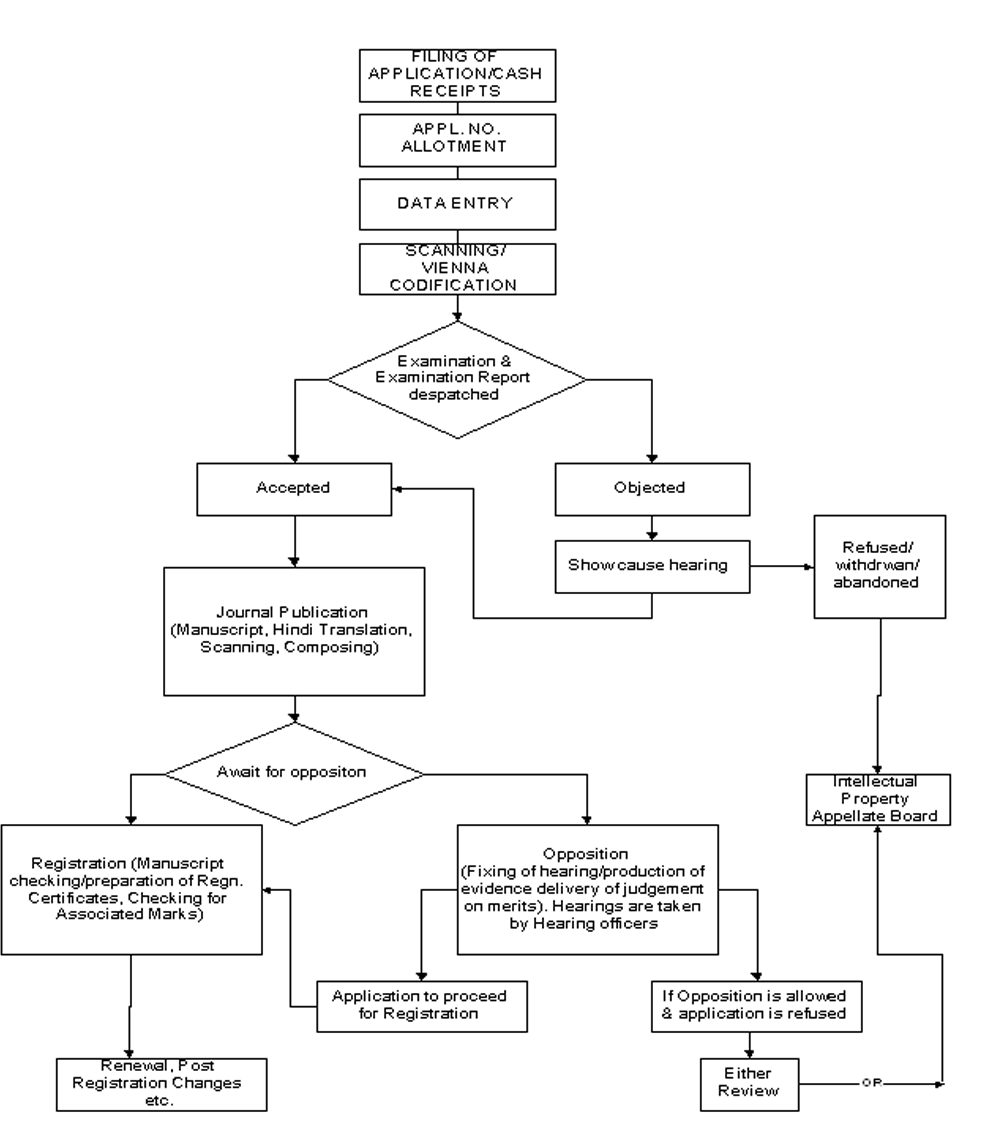 FILING OF
APPLICATION/CASH
RECEIPTS
APPL. NO.
ALLOTMENT
DATA ENTRY
SCANNING/
VIENNA
CODIFICATION
Examination &
Examination Report
despatched
Accepted
Objected
Show cause hearing
Refused/
withdrwan/
abandoned
Journal Publication
(Manuscript, Hindi Translation,
Scanning, Composing)
Await for oppositon
Intellectual
Property
Appellate Board
Registration (Manuscript
checking/preparation of Regn.
Certificates, Checking for
Associated Marks)
Opposition
(Fixing of hearing/production of
evidence delivery of judgement
on merits). Hearings are taken
by Hearing officers
Application to proceed
for Registration
If Opposition is allowed
& application is refused
Renewal, Post
Registration Changes
etc.
Either
Review
OR